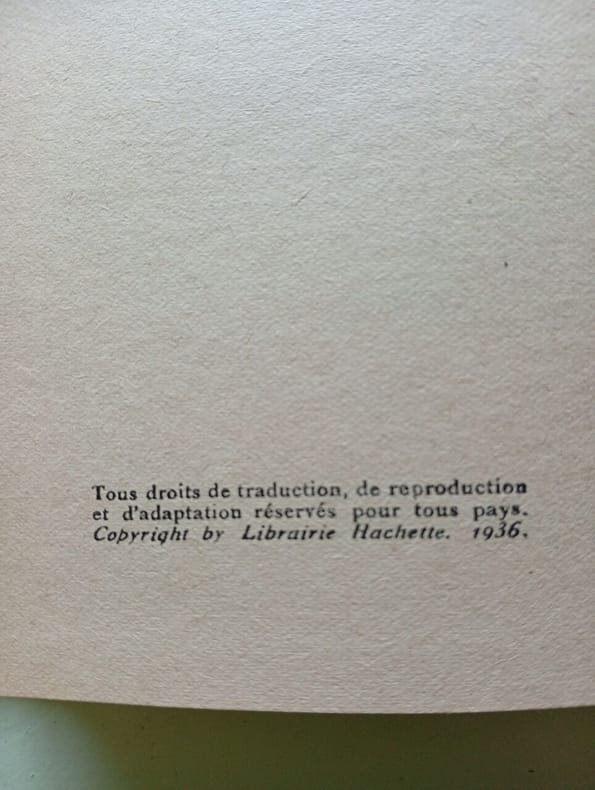 Tous droits de traduction, de reproduction
et d'adaptation réservés pour tous pays.
Copyright by Librairie Hachette. 1936.